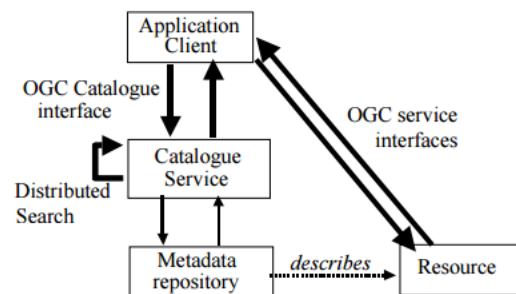 Application
Client
OGC Catalogue
interface
OGC service
interfaces
Catalogue
Service
Distributed
Search
Metadata
repository
describes
Resource